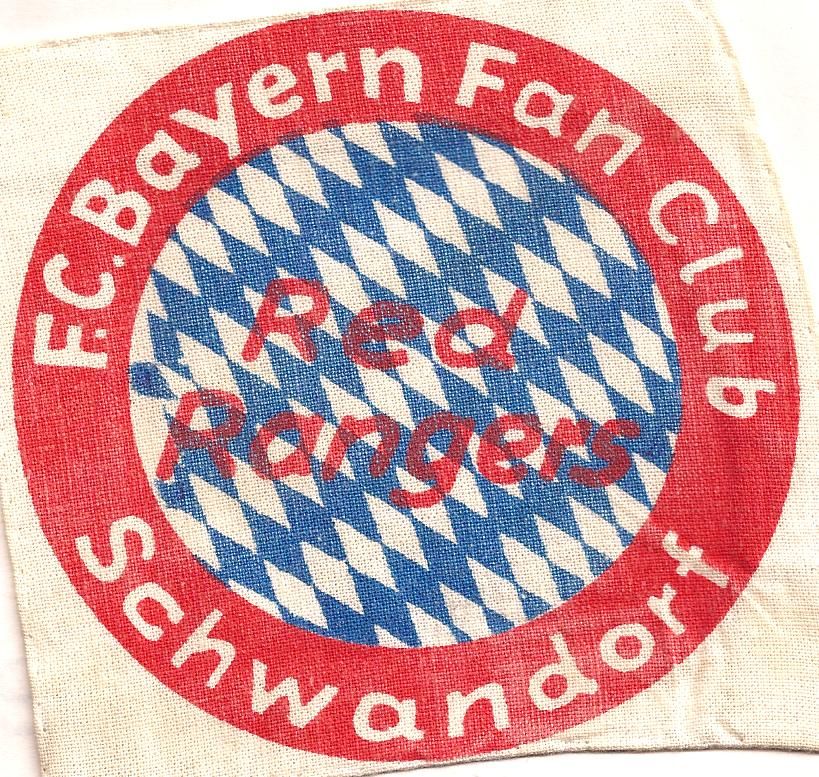 F.C. Bayern Fan Club
Red
Rangers
Schwandorf